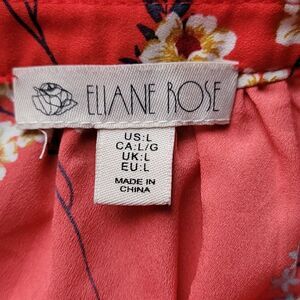 ELIANE ROSE
US:L
CA:L/G
UK:L
EU:L
MADE IN
CHINA